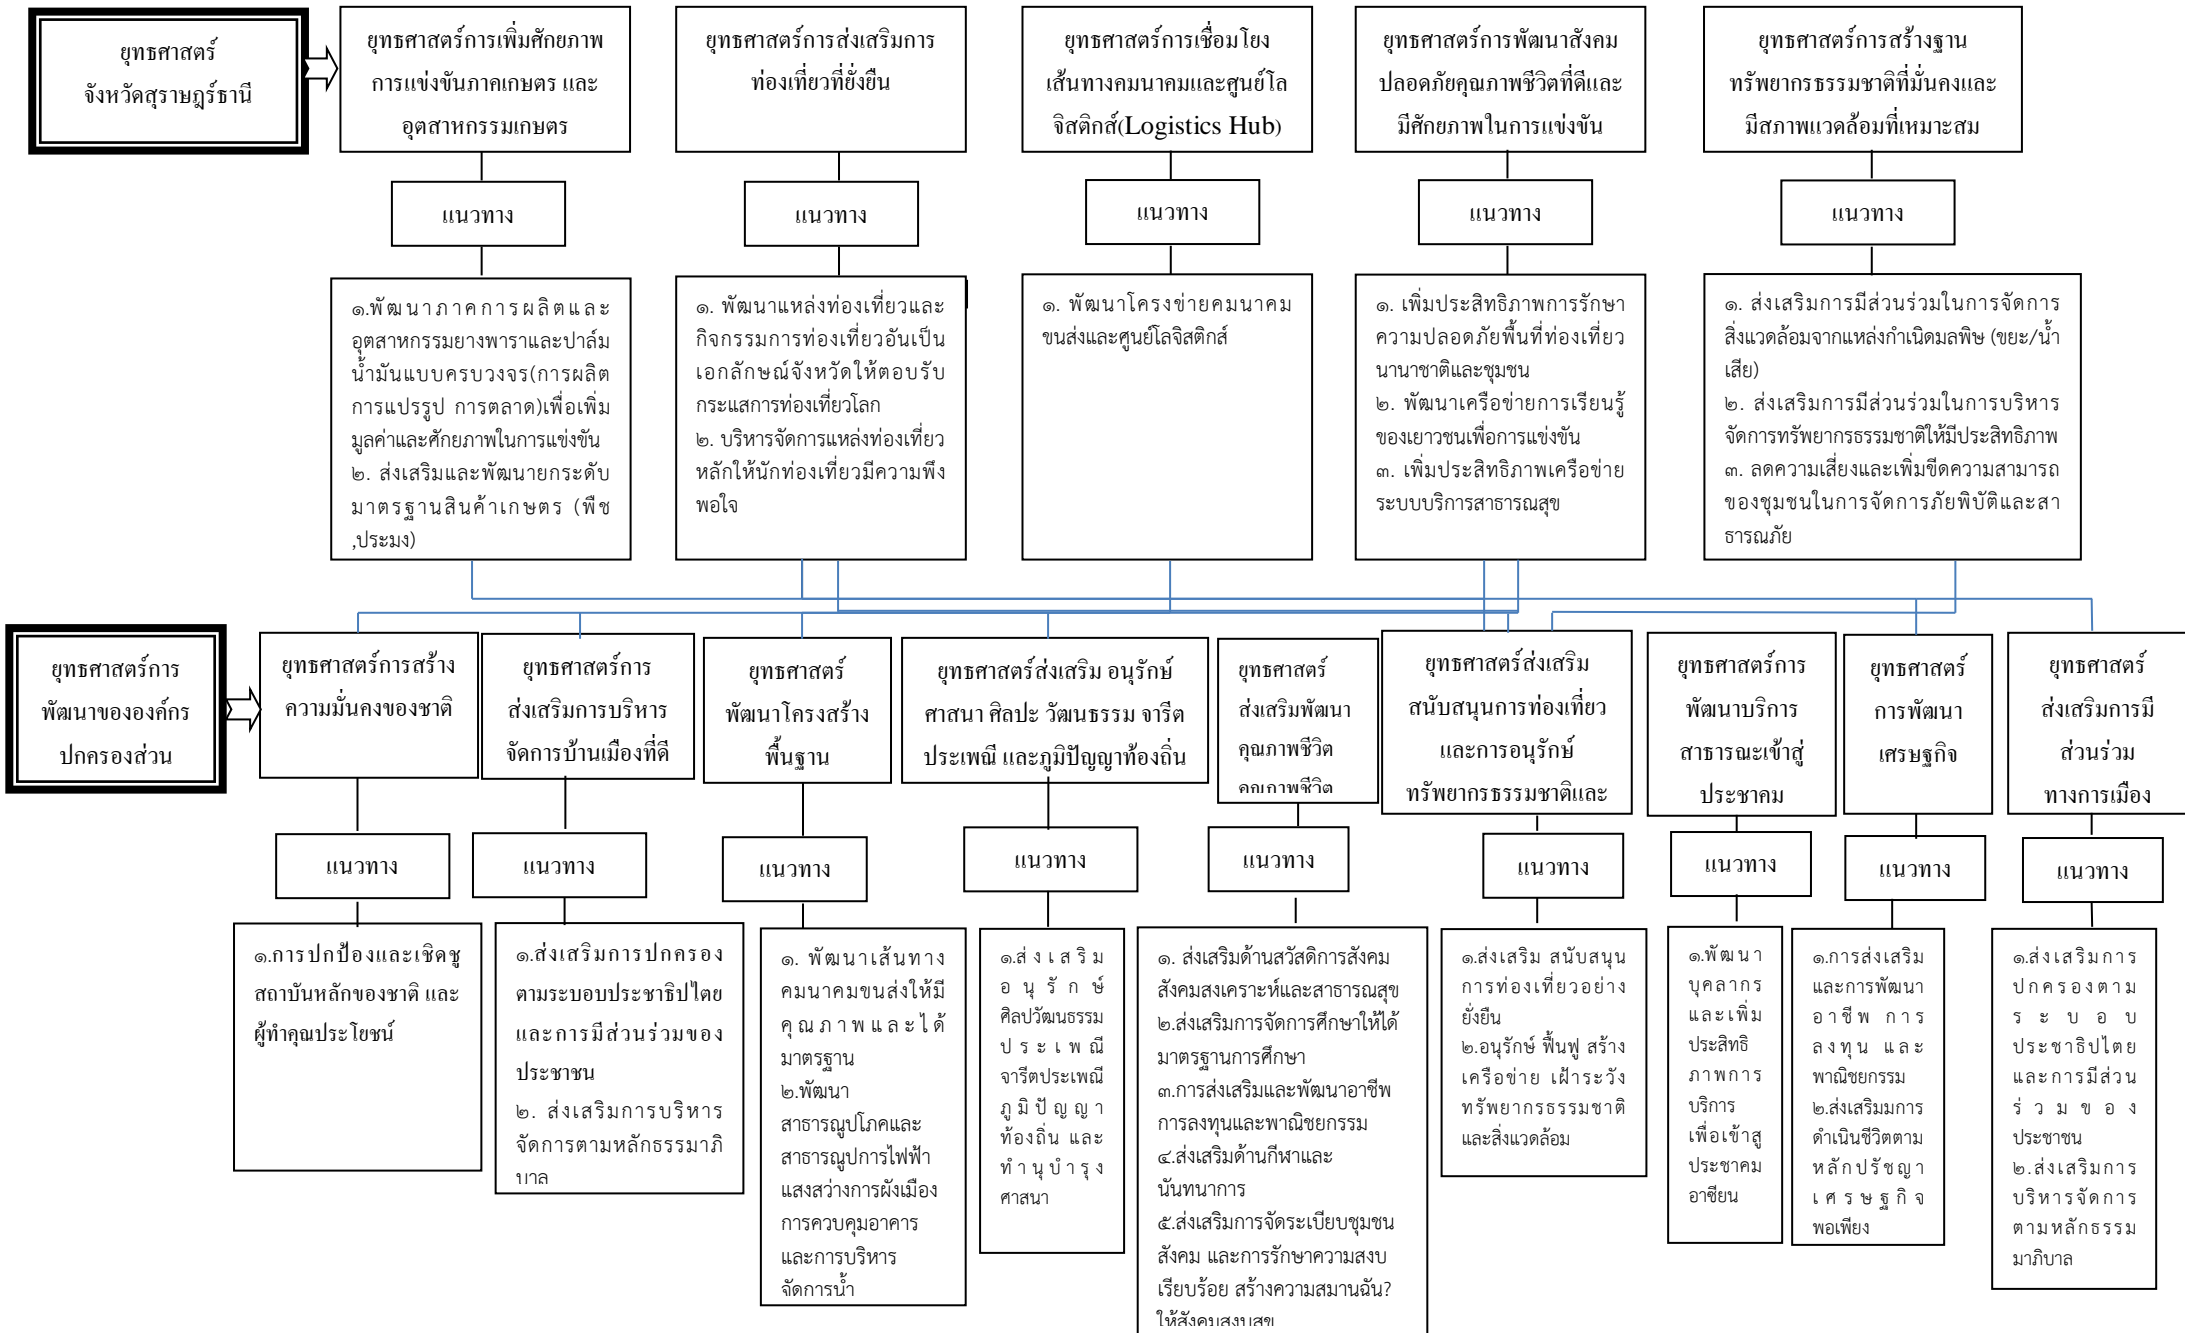 ยุทธศาสตร์
จังหวัดสุราษฎร์ธานี
ยุทธศาสตร์การเพิ่มศักยภาพ
การแข่งขันภาคเกษตร และ
อุตสาหกรรมเกษตร
ยุทธศาสตร์การส่งเสริมการ
ท่องเที่ยวที่ยั่งยืน
ยุทธศาสตร์การเชื่อมโยง
เส้นทางคมนาคมและศูนย์โล
จิสติกส์(Logistics Hub)
ยุทธศาสตร์การพัฒนาสังคม
ปลอดภัยคุณภาพชีวิตที่ดีและ
มีศักยภาพในการแข่งขัน
ยุทธศาสตร์การสร้างฐาน
ทรัพยากรธรรมชาติที่มั่นคงและ
มีสภาพแวดล้อมที่เหมาะสม
แนวทาง
แนวทาง
แนวทาง
แนวทาง
แนวทาง
๑.พัฒนาภาคการผลิตและ
อุตสาหกรรมยางพาราและปาล์ม
น้ำมันแบบครบวงจร(การผลิต
การแปรรูป การตลาด)เพื่อเพิ่ม
มูลค่าและศักยภาพในการแข่งขัน
๒. ส่งเสริมและพัฒนายกระดับ
มาตรฐานสินค้าเกษตร (พืช
,ประมง)
๑. พัฒนาแหล่งท่องเที่ยวและ
กิจกรรมการท่องเที่ยวอันเป็น
เอกลักษณ์จังหวัดให้ตอบรับ
กระแสการท่องเที่ยวโลก
๒. บริหารจัดการแหล่งท่องเที่ยว
หลักให้นักท่องเที่ยวมีความพึง
พอใจ
๑. พัฒนาโครงข่ายคมนาคม
ขนส่งและศูนย์โลจิสติกส์
๑. เพิ่มประสิทธิภาพการรักษา
ความปลอดภัยพื้นที่ท่องเที่ยว
นานาชาติและชุมชน
๒. พัฒนาเครือข่ายการเรียนรู้
ของเยาวชนเพื่อการแข่งขัน
๓. เพิ่มประสิทธิภาพเครือข่าย
ระบบบริการสาธารณสุข
๑. ส่งเสริมการมีส่วนร่วมในการจัดการ
สิ่งแวดล้อมจากแหล่งกำเนิดมลพิษ (ขยะ/น้ำ
เสีย)
๒. ส่งเสริมการมีส่วนร่วมในการบริหาร
จัดการทรัพยากรธรรมชาติให้มีประสิทธิภาพ
๓. ลดความเสี่ยงและเพิ่มขีดความสามารถ
ของชุมชนในการจัดการภัยพิบัติและสา
ธารณภัย
ยุทธศาสตร์การ
พัฒนาขององค์กร
ปกครองส่วน
ยุทธศาสตร์การสร้าง
ความมั่นคงของชาติ
ยุทธศาสตร์การ
ส่งเสริมการบริหาร
จัดการบ้านเมืองที่ดี
ยุทธศาสตร์
พัฒนาโครงสร้าง
พื้นฐาน
ยุทธศาสตร์ส่งเสริม อนุรักษ์
ศาสนา ศิลปะ วัฒนธรรม จารีต
ประเพณี และภูมิปัญญาท้องถิ่น
ยุทธศาสตร์
ส่งเสริมพัฒนา
คุณภาพชีวิต
คุณภาพชีวิต
ยุทธศาสตร์ส่งเสริม
สนับสนุนการท่องเที่ยว
และการอนุรักษ์
ทรัพยากรธรรมชาติและ
ยุทธศาสตร์การ
พัฒนาบริการ
สาธารณะเข้าสู่
ประชาคม
ยุทธศาสตร์
การพัฒนา
เศรษฐกิจ
ยุทธศาสตร์
ส่งเสริมการมี
ส่วนร่วม
ทางการเมือง
แนวทาง
แนวทาง
แนวทาง
แนวทาง
แนวทาง
แนวทาง
แนวทาง
แนวทาง
แนวทาง
๑.การปกป้องและเชิดชู
สถาบันหลักของชาติ และ
ผู้ทำคุณประโยชน์
๑.ส่งเสริมการปกครอง
ตามระบอบประชาธิปไตย
และการมีส่วนร่วมของ
ประชาชน
๒. ส่งเสริมการบริหาร
จัดการตามหลักธรรมาภิ
บาล
๑. พัฒนาเส้นทาง
คมนาคมขนส่งให้มี
คุณภาพและได้
มาตรฐาน
๒.พัฒนา
สาธารณูปโภคและ
สาธารณูปการไฟฟ้า
แสงสว่างการผังเมือง
การควบคุมอาคาร
และการบริหาร
จัดการน้ำ
๑.ส่งเสริม
อนุรักษ์
ศิลปวัฒนธรรม
ประเพณี
จารีตประเพณี
ภูมิปัญญา
ท้องถิ่น และ
ทำนุบำรุง
ศาสนา
๑. ส่งเสริมด้านสวัสดิการสังคม
สังคมสงเคราะห์และสาธารณสุข
๒.ส่งเสริมการจัดการศึกษาให้ได้
มาตรฐานการศึกษา
๓.การส่งเสริมและพัฒนาอาชีพ
การลงทุนและพาณิชยกรรม
๔.ส่งเสริมด้านกีฬาและ
นันทนาการ
๕.ส่งเสริมการจัดระเบียบชุมชน
สังคม และการรักษาความสงบ
เรียบร้อย สร้างความสมานฉัน?
ให้สังคมสงบสุข
๑.ส่งเสริม สนับสนุน
การท่องเที่ยวอย่าง
ยั่งยืน
๒.อนุรักษ์ ฟื้นฟู สร้าง
เครือข่าย เฝ้าระวัง
ทรัพยากรธรรมชาติ
และสิ่งแวดล้อม
๑.พัฒนา
บุคลากร
และเพิ่ม
ประสิทธิ
ภาพการ
บริการ
เพื่อเข้าสู
ประชาคม
อาซียน
๑.การส่งเสริม
และการพัฒนา
อาชีพ การ
ลงทุน และ
พาณิชยกรรม
๒.ส่งเสริมมการ
ดำเนินชีวิตตาม
หลักปรัชญา
เศรษฐกิจ
พอเพียง
๑.ส่งเสริมการ
ปกครองตาม
ระบอบ
ประชาธิปไตย
และการมีส่วน
ร่วมของ
ประชาชน
๒.ส่งเสริมการ
บริหารจัดการ
ตามหลักธรรม
มาภิบาล